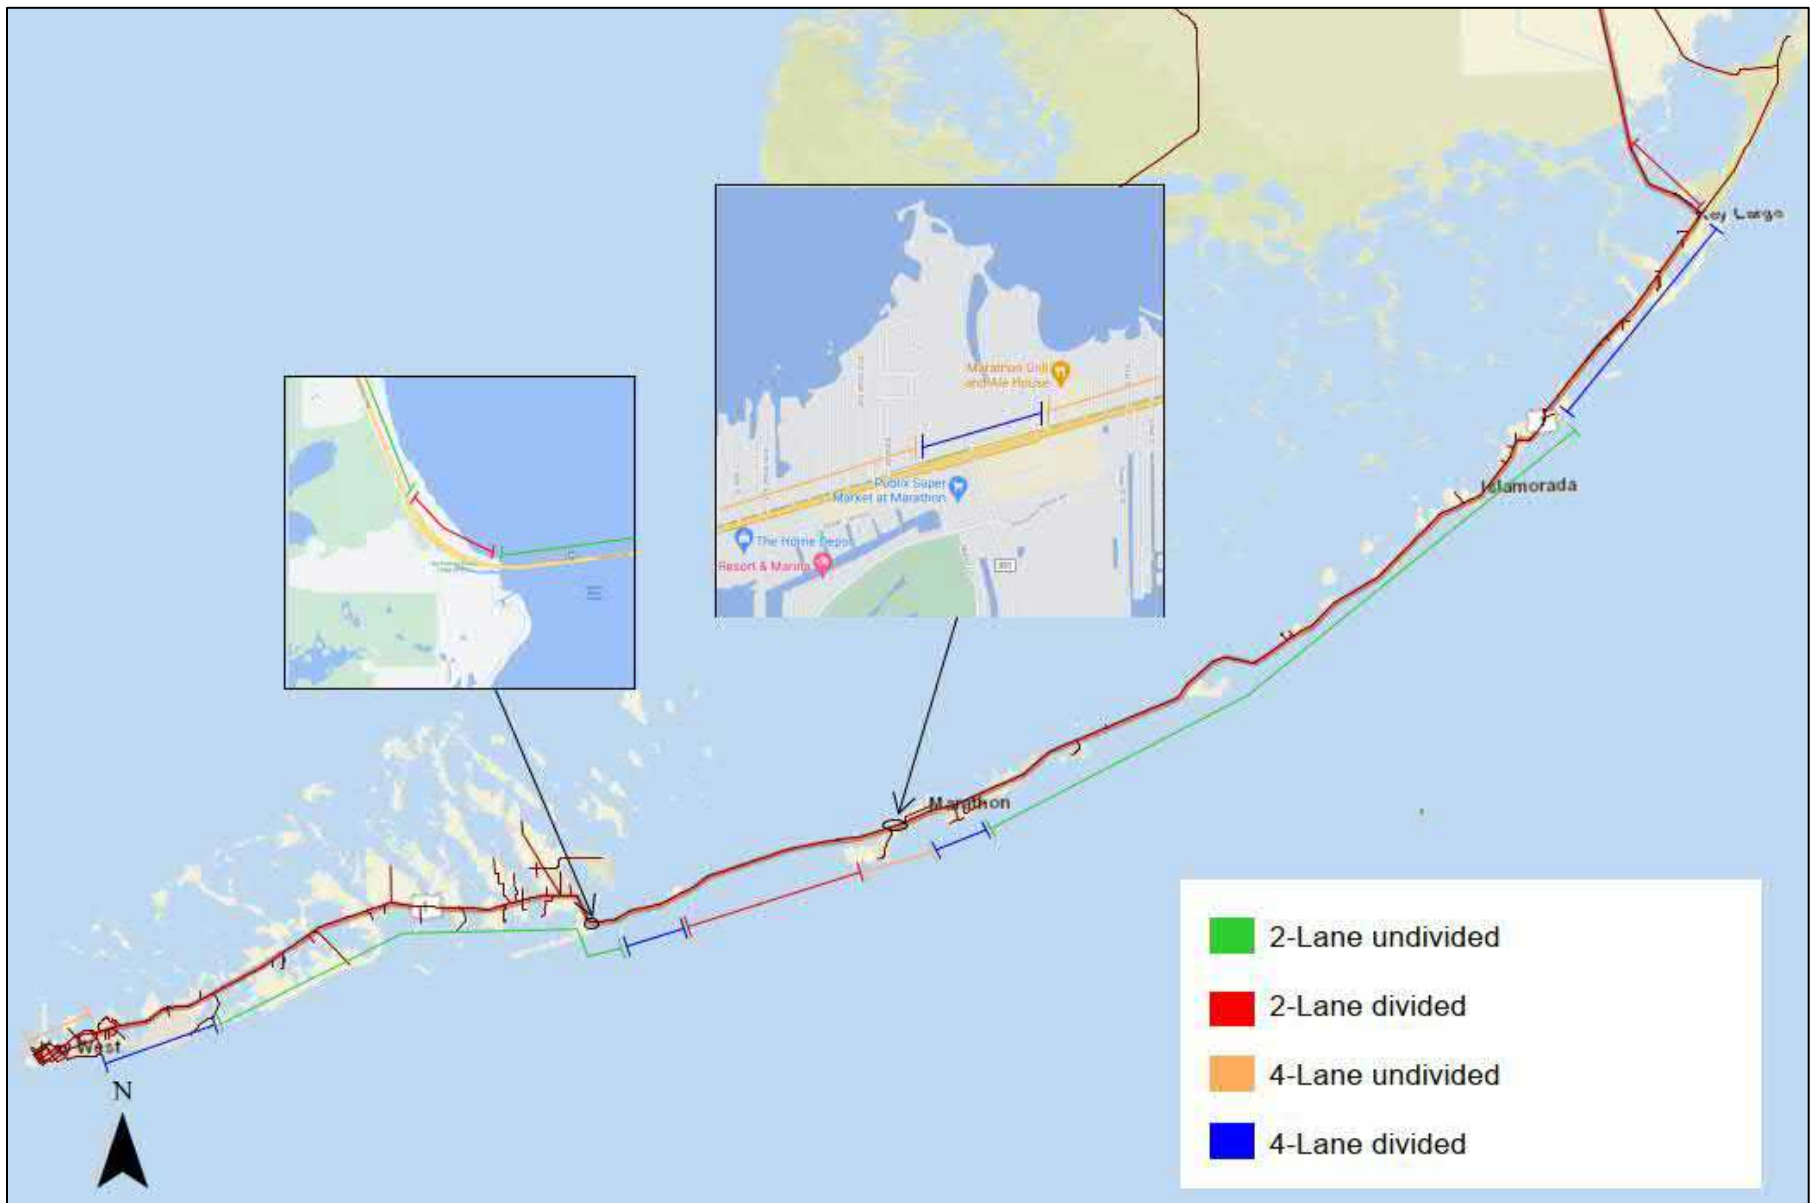 Key Largo
Marathon Grill
and Ale House
Publix Super
Market at Marathon
The Home Depot
Resort & Marina
Islamorada
Marathon
West
N
2-Lane undivided
2-Lane divided
4-Lane undivided
4-Lane divided